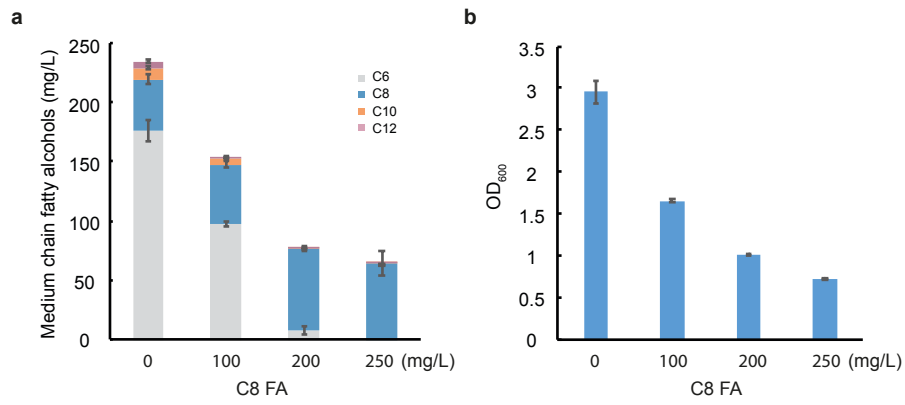 a
Medium chain fatty alcohols (mg/L)
250
200
150
100
50
0
C6
C8
C10
C12
0 100 200 250 (mg/L)
C8 FA
b
OD600
3.5
3
2.5
2
1.5
1
0.5
0
0 100 200 250 (mg/L)
C8 FA